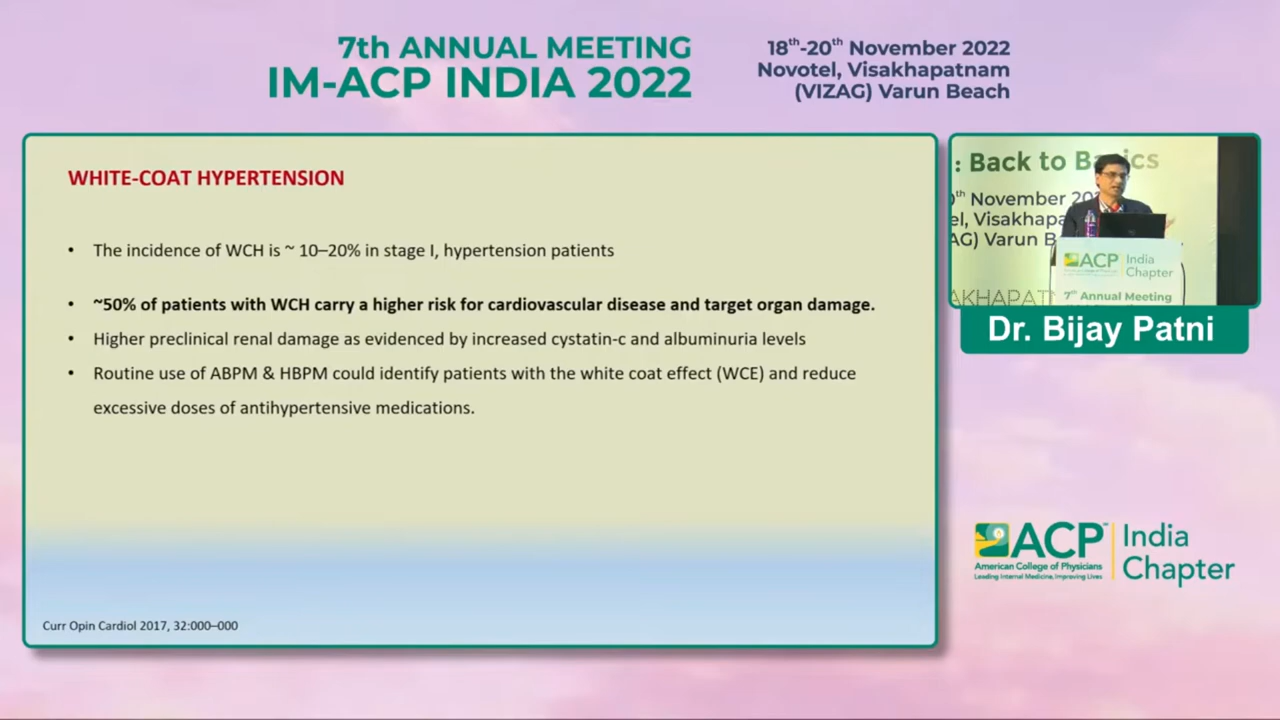 7th ANNUAL MEETING
IM-ACP INDIA 2022
18th-20th November 2022
Novotel, Visakhapatnam
(VIZAG) Varun Beach
WHITE-COAT HYPERTENSION
• The incidence of WCH is ~ 10–20% in stage I, hypertension patients
• ~50% of patients with WCH carry a higher risk for cardiovascular disease and target organ damage.
• Higher preclinical renal damage as evidenced by increased cystatin-c and albuminuria levels
• Routine use of ABPM & HBPM could identify patients with the white coat effect (WCE) and reduce
excessive doses of antihypertensive medications.
Curr Opin Cardiol 2017, 32:000–000
: Back to
November
Visakhapa
AG) Varun B
AKHAPAT
ACP India
Chapter
7th Annual Meeting
Dr. Bijay Patni
ACP India
American College of Physicians
Leading Internal Medicine, Improving Lives
Chapter